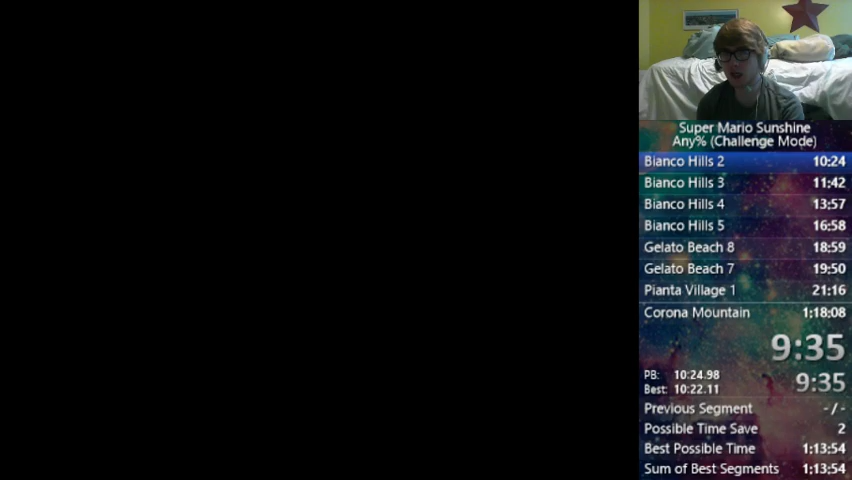 Super Mario Sunshine
Any% (Challenge Mode)
Bianco Hills 2 10:24
Bianco Hills 3 11:42
Bianco Hills 4 13:57
Bianco Hills 5 16:58
Gelato Beach 8 18:59
Gelato Beach 7 19:50
Pianta Village 1 21:16
Corona Mountain 1:18:08
9:35
PB: 10:24.98
Best: 10:22.11 9:35
Previous Segment -/-
Possible Time Save 2
Best Possible Time 1:13:54
Sum of Best Segments 1:13:54